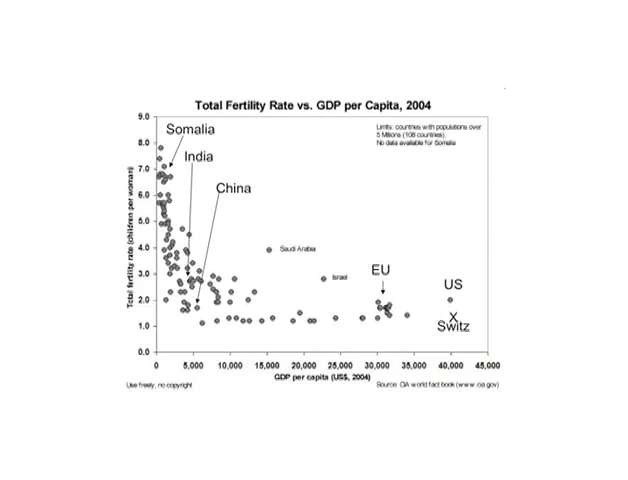 Total Fertility Rate vs. GDP per Capita, 2004
Limits: countries with populations over
5 Millions (108 countries).
No data available for Somalia
Total fertility rate (children per woman)
9.0
8.0
7.0
6.0
5.0
4.0
3.0
2.0
1.0
0.0
Somalia
India
China
Saudi Arabia
Israel
EU
US
X
Switz
0
5,000
10,000
15,000
20,000
25,000
30,000
35,000
40,000
45,000
GDP per capita (US$, 2004)
Use freely, no copyright
Source: CIA world fact book (www.cia.gov)